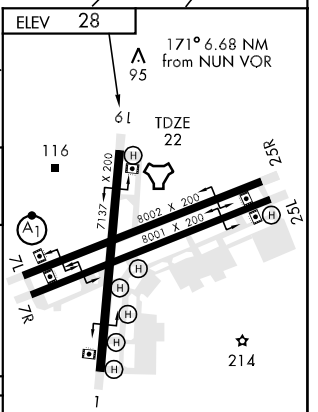 ELEV 28
171° 6.68 NM
from NUN VOR
95
19
TDZE
22
116
H
7137 X 200
25R
8002 X 200
A1
8001 X 200
25L
H
7L
H
7R
H
H
H
H
214
1